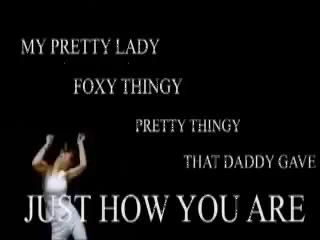 MY PRETTY LADY
FOXY THINGY
PRETTY THINGY
THAT DADDY GAVE
JUST HOW YOU ARE